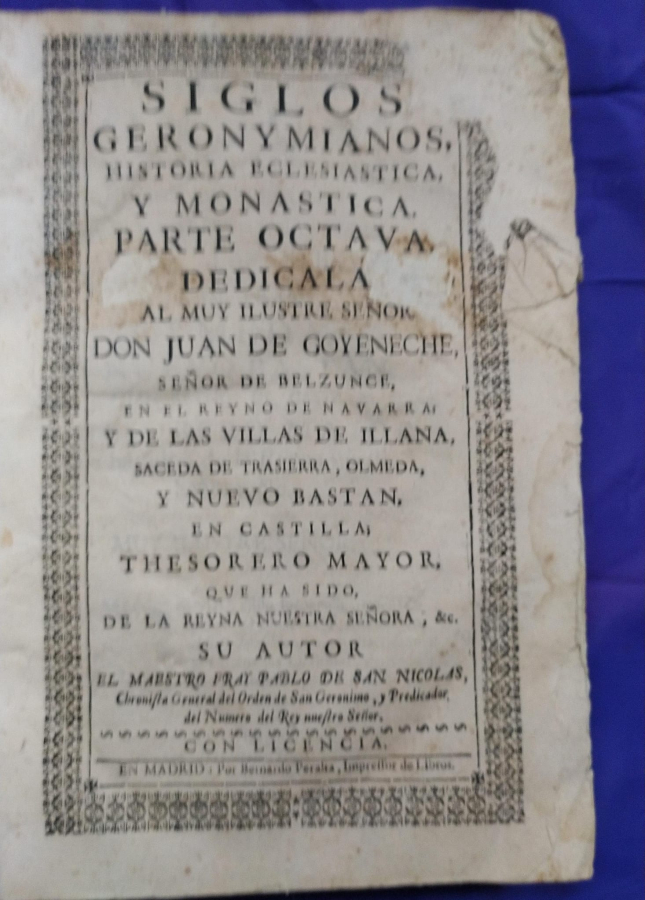 SIGLOS
GERONYMIANOS,
HISTORIA ECLESIASTICA,
Y MONASTICA.
PARTE OCTAVA.
DEDICALA
AL MUY ILUSTRE SEÑOR
DON JUAN DE GOYENECHE,
SEÑOR DE BELZUNCE,
EN EL REYNO DE NAVARRA;
Y DE LAS VILLAS DE ILLANA,
SACEDA DE TRASIERRA, OLMEDA,
Y NUEVO BASTAN,
EN CASTILLA;
THESORERO MAYOR,
QUE HA SIDO,
DE LA REYNA NUESTRA SEÑORA, &c.
SU AUTOR
EL MAESTRO FRAY PABLO DE SAN NICOLAS,
Chronista General del Orden de San Geronimo, y Predicador
del Numero del Rey nuestro Señor.
CON LICENCIA.
EN MADRID: Por Bernardo Peralta, Impressor de Libros.